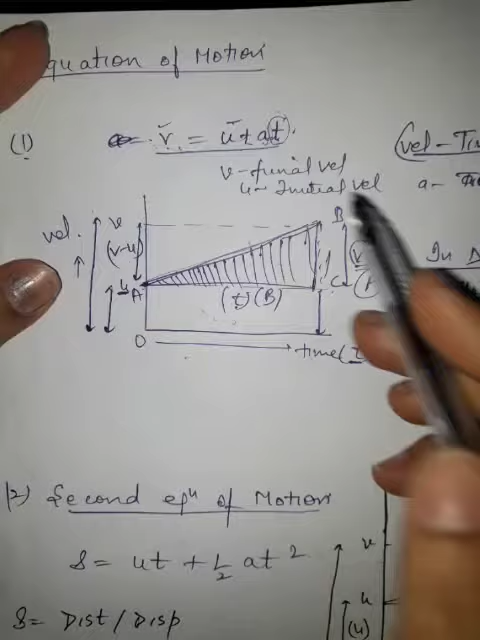 quation of Motion
(1) v = u + at.
(vel - Ti
v - final vel
u - Initial vel
a -
vel.
v
(v-u)
u
A
B
C
(t) (B)
In Δ
O
time(t
(2) Second eqn of Motion
S = ut + 1/2 at 2
v
u
(u)
S = Dist / Disp